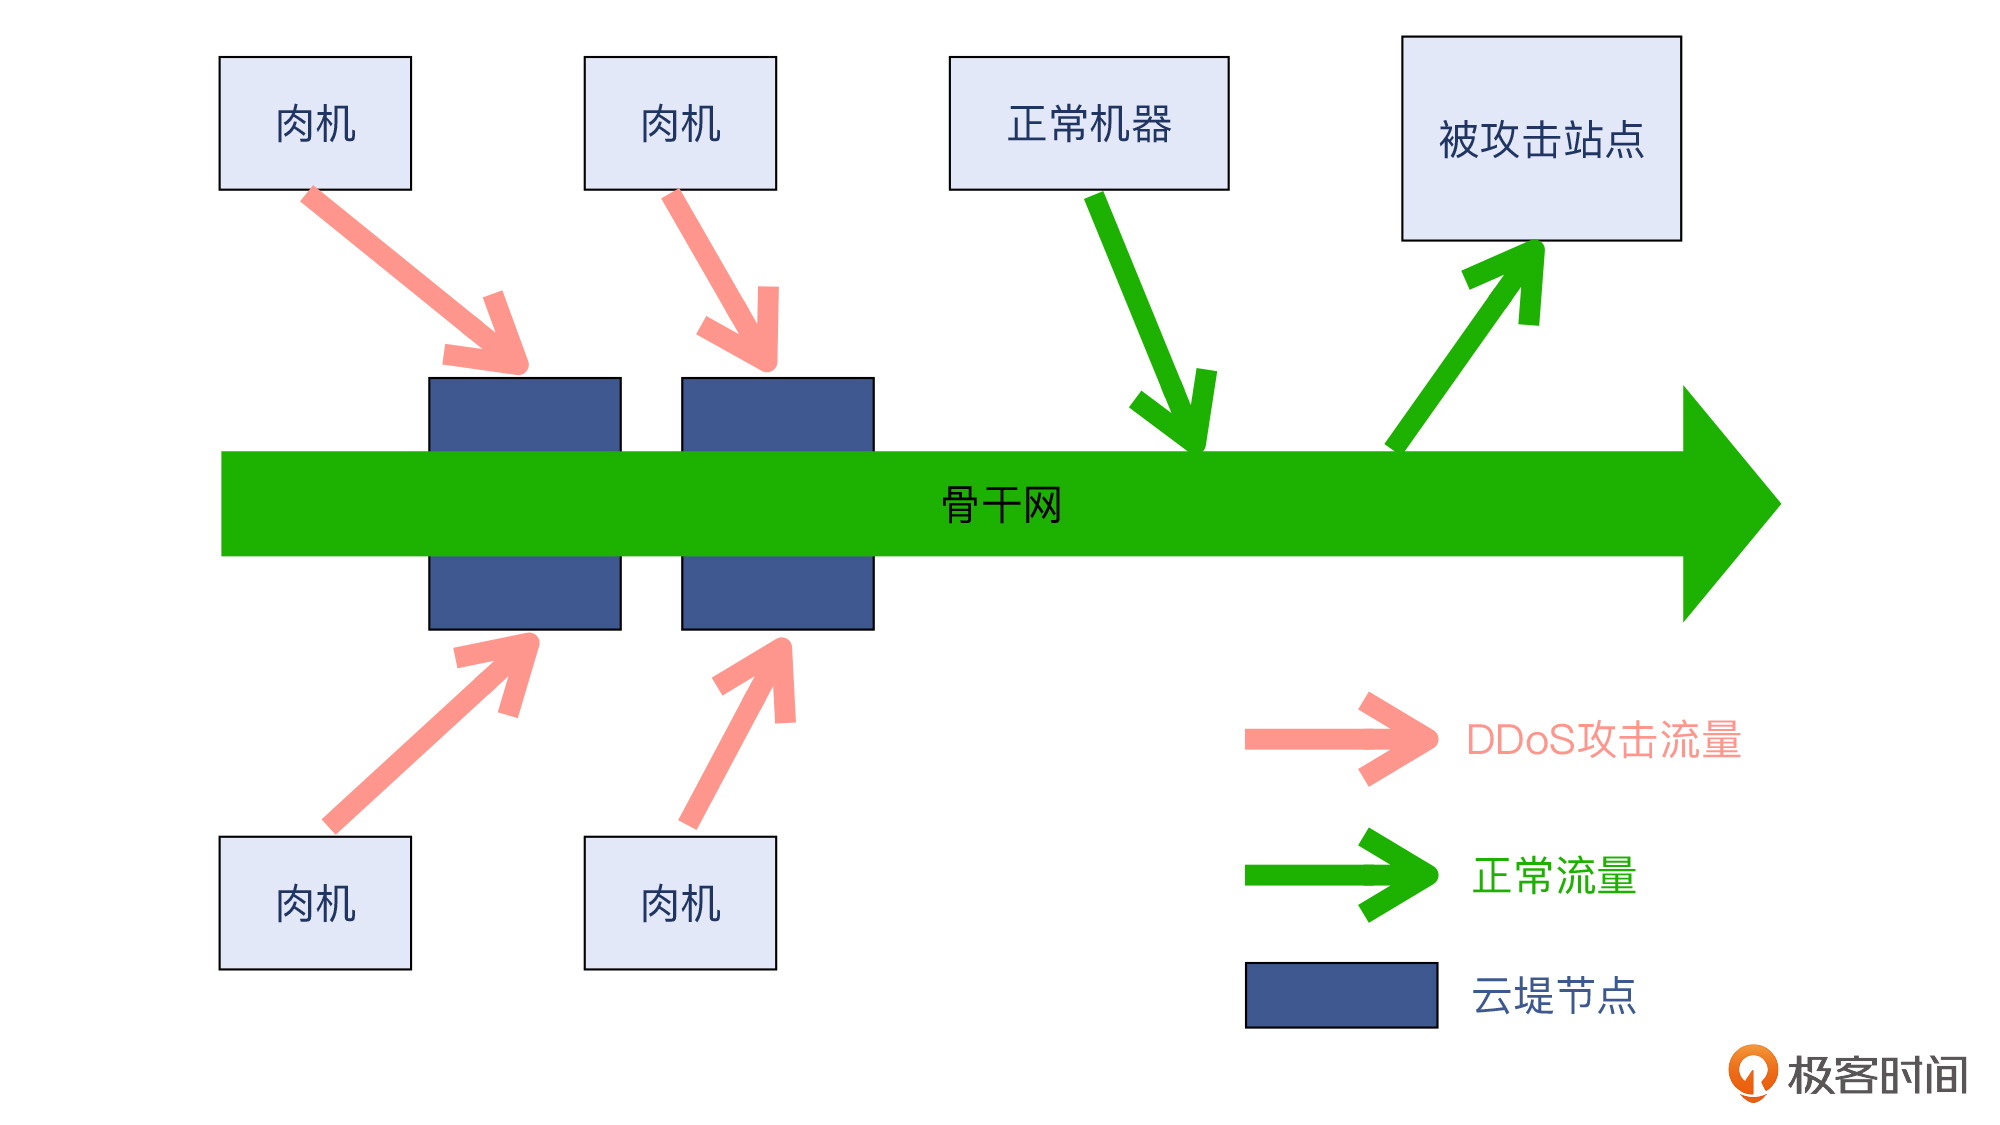 肉机
肉机
正常机器
被攻击站点
骨干网
肉机
肉机
DDoS攻击流量
正常流量
云堤节点
极客时间